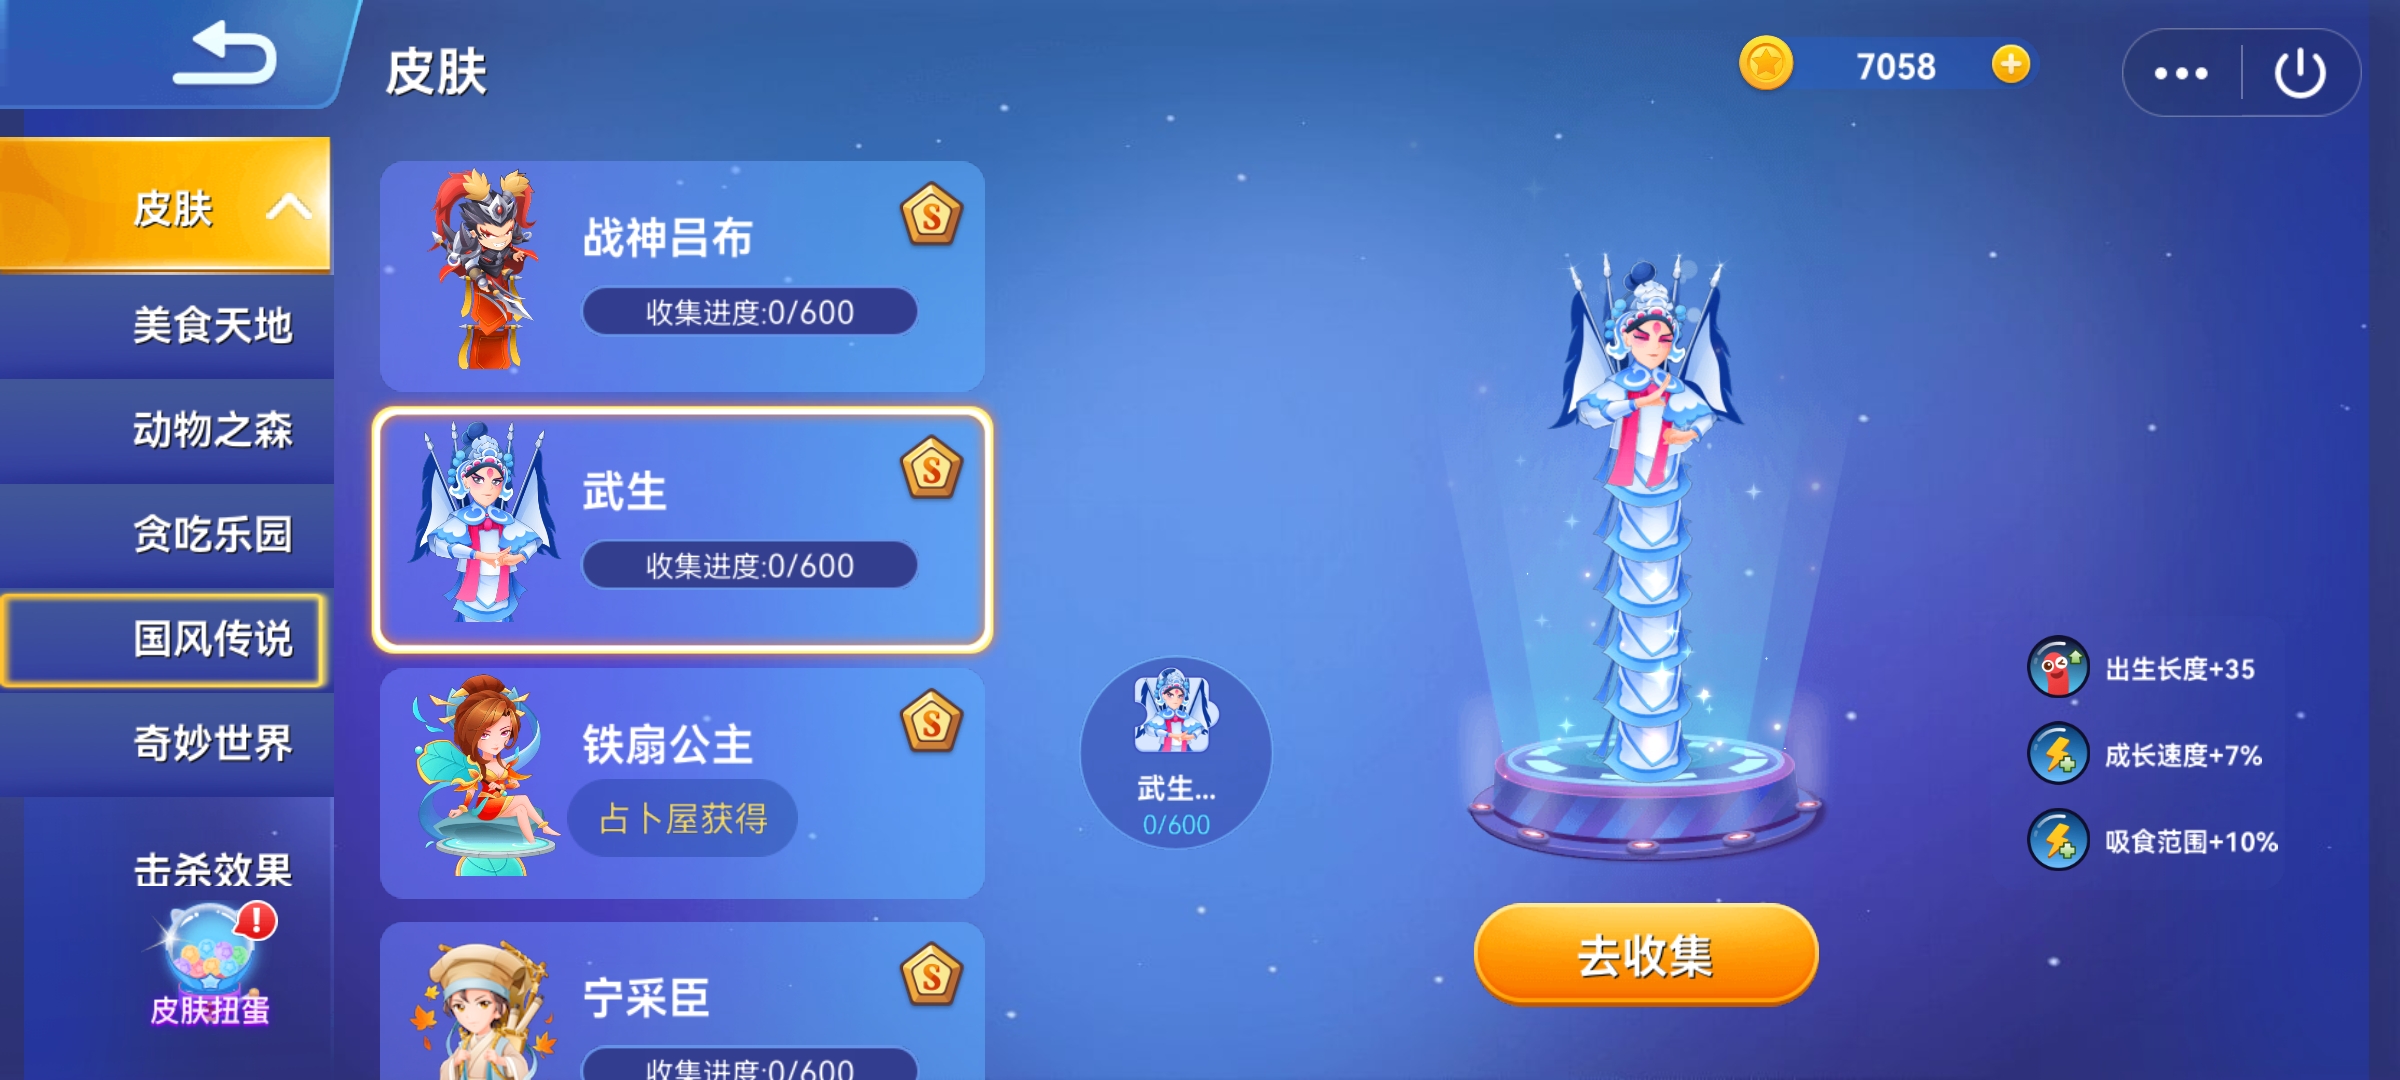 皮肤
7058
皮肤
美食天地
动物之森
贪吃乐园
国风传说
奇妙世界
击杀效果
皮肤扭蛋
战神吕布
S
收集进度:0/600
武生
S
收集进度:0/600
铁扇公主
S
占卜屋获得
宁采臣
S
收集进度:0/600
武生...
0/600
出生长度+35
成长速度+7%
吸食范围+10%
去收集